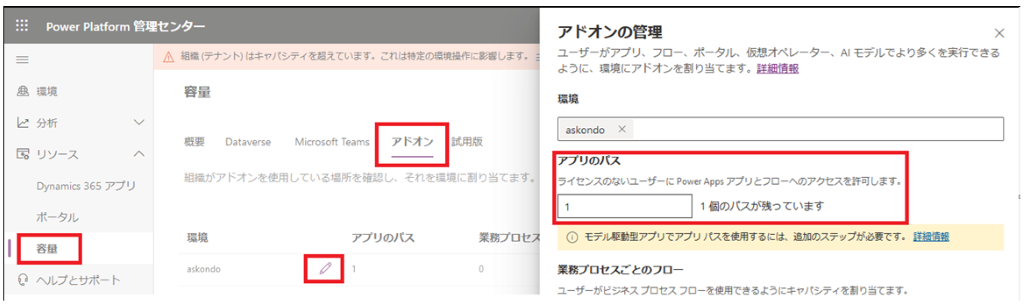 Power Platform 管理センター
組織 (テナント) はキャパシティを超えています。これは特定の環境操作に影響します。
環境
分析
リソース
Dynamics 365 アプリ
ポータル
容量
ヘルプとサポート
容量
概要 Dataverse Microsoft Teams アドオン 試用版
組織がアドオンを使用している場所を確認し、それを環境に割り当てます。
環境 アプリのパス 業務プロセス
askondo 1 0
アドオンの管理
ユーザーがアプリ、フロー、ポータル、仮想オペレーター、AI モデルでより多くを実行できる
ように、環境にアドオンを割り当てます。詳細情報
環境
askondo
アプリのパス
ライセンスのないユーザーに Power Apps アプリとフローへのアクセスを許可します。
1 1 個のパスが残っています
モデル駆動型アプリでアプリ パスを使用するには、追加のステップが必要です。 詳細情報
業務プロセスごとのフロー
ユーザーがビジネス プロセス フローを使用できるようにキャパシティを割り当てます。